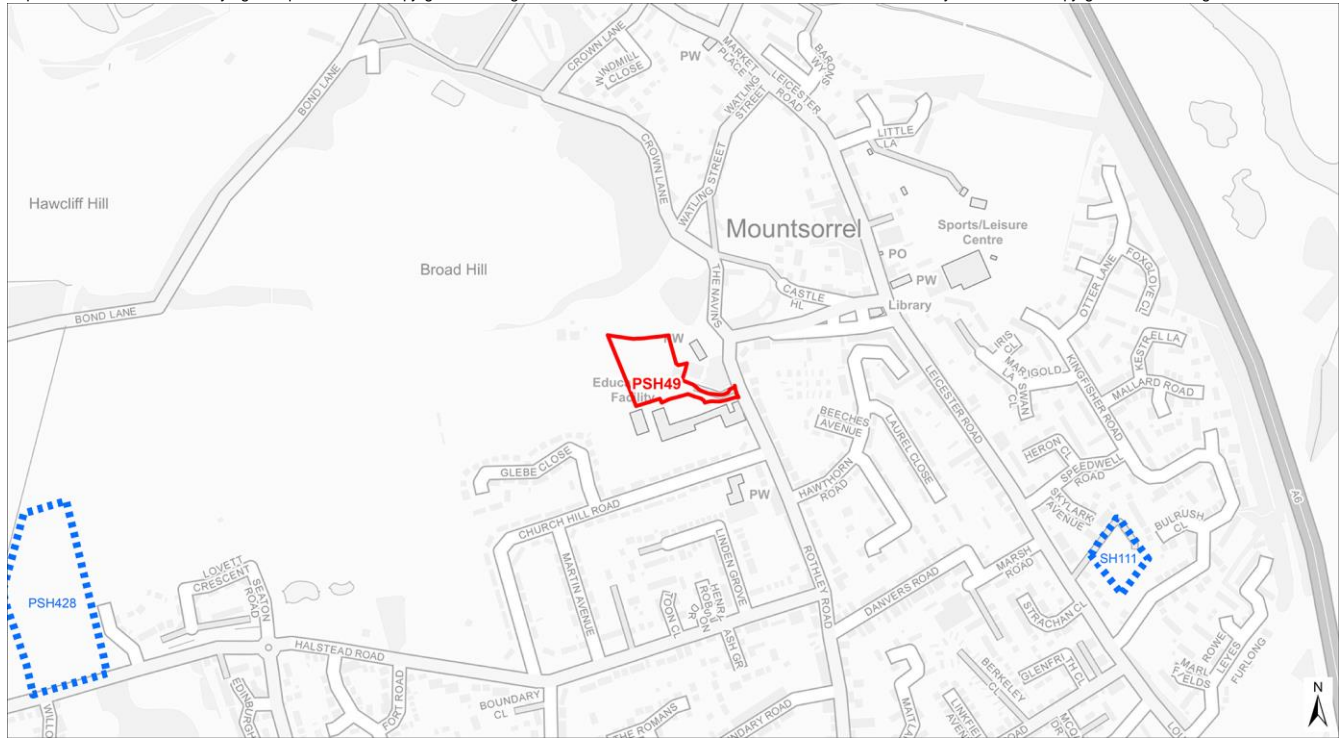 CROWN LANE
WINDMILL
CLOSE
PW
MARKET
PLACE
BARONS
WY
BOND LANE
LEICESTER
ROAD
WATLING
STREET
LITTLE
LA
CROWN LANE
WATLING STREET
Hawcliff Hill
Mountsorrel
Sports/Leisure
Centre
PO
Broad Hill
THE NAVINS
CASTLE
HL
PW
Library
OTTER LANE
FOXGLOVE CL
BOND LANE
IRIS
CL
MARIGOLD
LA
SWAN
CL
KESTREL LA
MALLARD ROAD
KINGFISHER ROAD
LEICESTER ROAD
PSH49
Facility
BEECHES
AVENUE
LAUREL CLOSE
HERON CL
SPEEDWELL
ROAD
A6
GLEBE CLOSE
HAWTHORN
ROAD
PW
SKYLARK
AVENUE
BULRUSH
CL
CHURCH HILL ROAD
SH111
LOVETT
CRESCENT
SEATON
ROAD
MARTIN AVENUE
LINDEN GROVE
ROTHLEY ROAD
DANVERS ROAD
MARSH
ROAD
PSH428
TOON CL
ASH GR
STRACHAN CL
HALSTEAD ROAD
FORT ROAD
BOUNDARY
CL
THE ROMANS
BERKELEY
CL
ROWE
LEYES
FURLONG
N